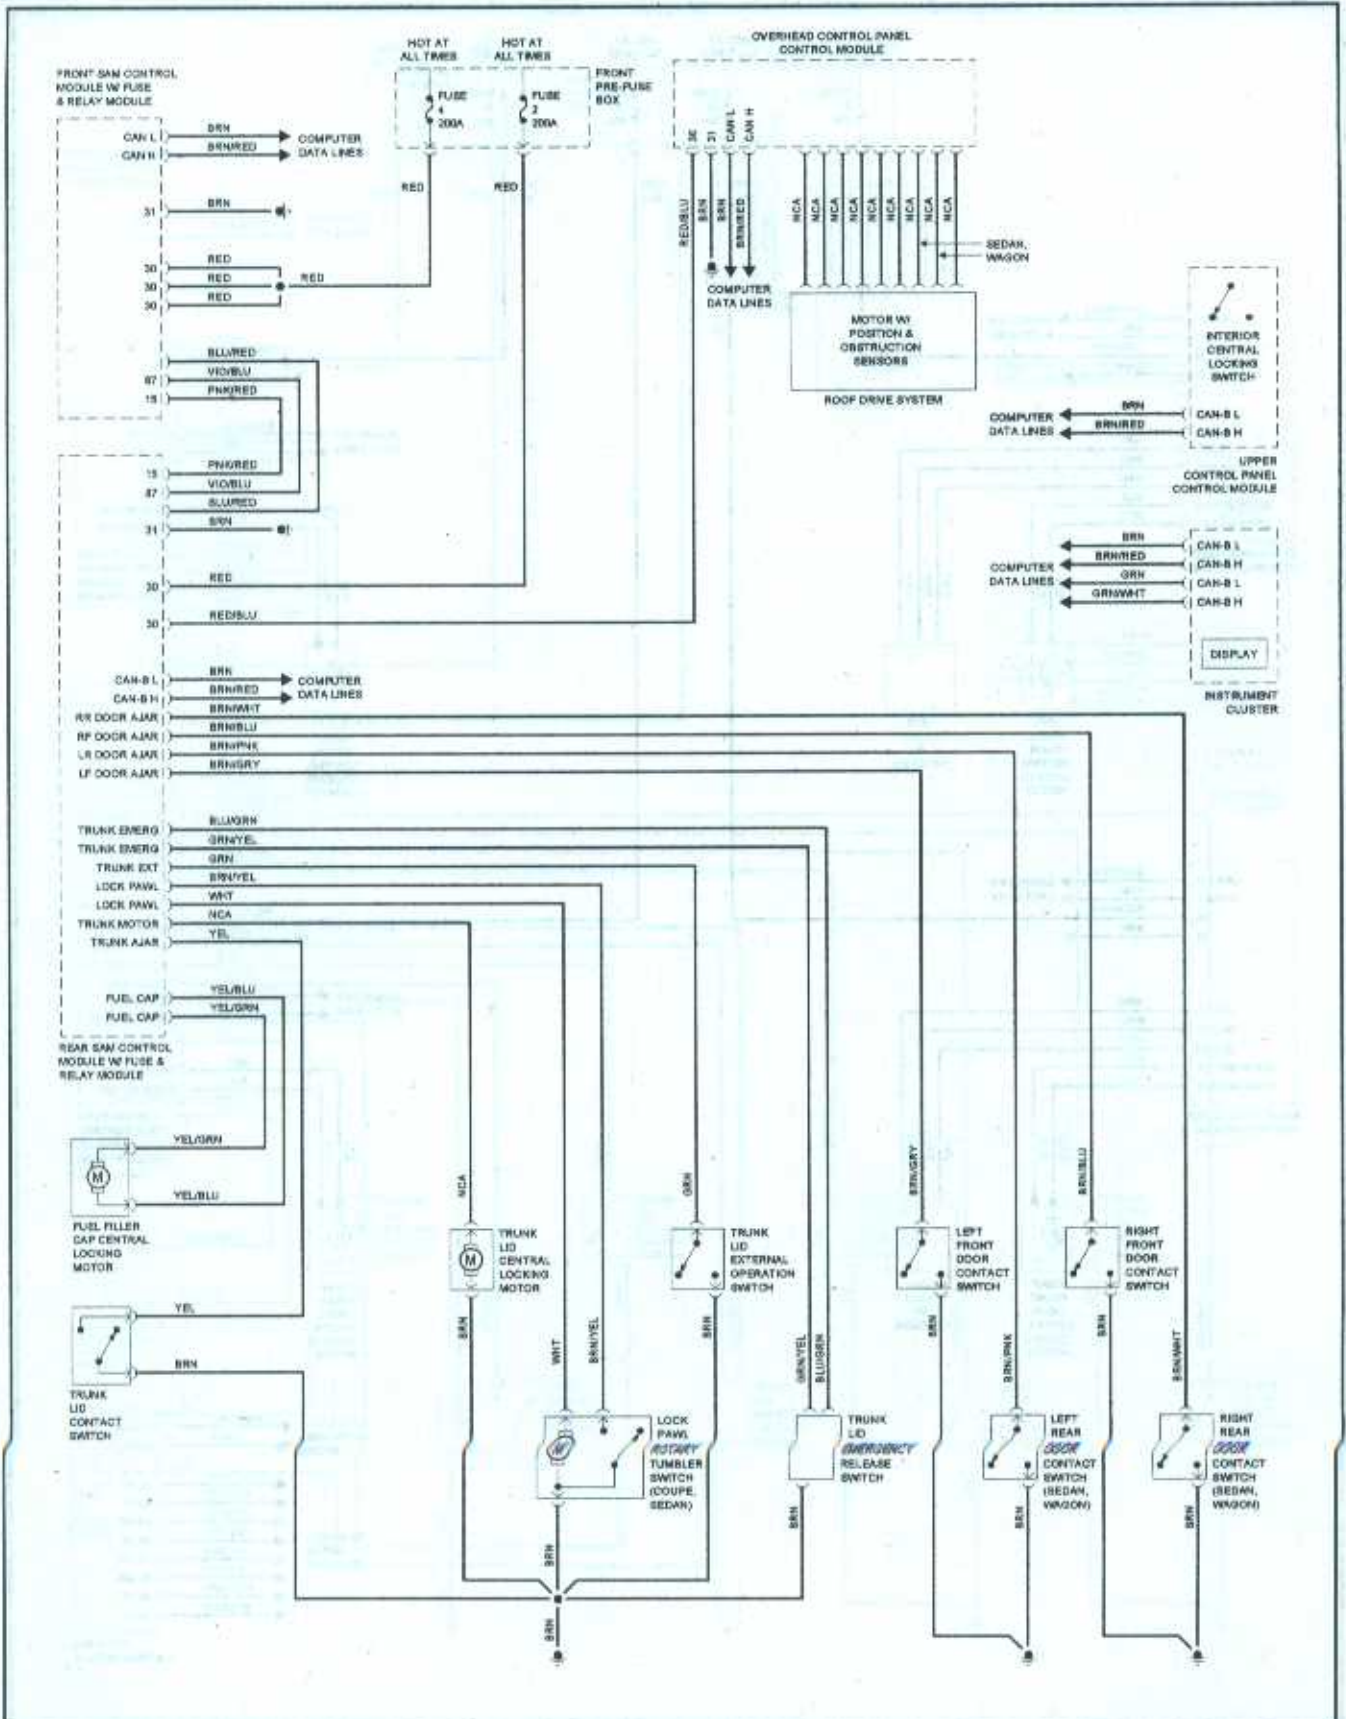 HOT AT
ALL TIMES
HOT AT
ALL TIMES
OVERHEAD CONTROL PANEL
CONTROL MODULE
FRONT SAM CONTROL
MODULE W/ FUSE
& RELAY MODULE
FRONT
PRE-FUSE
BOX
FUSE
4
200A
FUSE
2
200A
CAN L
BRN
CAN H
BRN/RED
COMPUTER
DATA LINES
31
BRN
30
RED
30
RED
RED
30
RED
RED
RED
30
31
CAN L
CAN H
RED/BLU
BRN
BRN
BRN/RED
COMPUTER
DATA LINES
NCA
NCA
NCA
NCA
NCA
NCA
NCA
NCA
NCA
SEDAN,
WAGON
MOTOR W/
POSITION &
OBSTRUCTION
SENSORS
ROOF DRIVE SYSTEM
INTERIOR
CENTRAL
LOCKING
SWITCH
COMPUTER
DATA LINES
BRN
CAN-B L
BRN/RED
CAN-B H
UPPER
CONTROL PANEL
CONTROL MODULE
BLU/RED
87
VIO/BLU
15
PNK/RED
15
PNK/RED
87
VIO/BLU
BLU/RED
31
BRN
30
RED
30
RED/BLU
COMPUTER
DATA LINES
BRN
CAN-B L
BRN/RED
CAN-B H
GRN
CAN-B L
GRN/WHT
CAN-B H
DISPLAY
INSTRUMENT
CLUSTER
CAN-B L
BRN
CAN-B H
BRN/RED
COMPUTER
DATA LINES
RR DOOR AJAR
BRN/WHT
RF DOOR AJAR
BRN/BLU
LR DOOR AJAR
BRN/PNK
LF DOOR AJAR
BRN/GRY
TRUNK EMERG
BLU/GRN
TRUNK EMERG
GRN/YEL
TRUNK EXT
GRN
LOCK PAWL
BRN/YEL
LOCK PAWL
WHT
TRUNK MOTOR
NCA
TRUNK AJAR
YEL
FUEL CAP
YEL/BLU
FUEL CAP
YEL/GRN
REAR SAM CONTROL
MODULE W/ FUSE &
RELAY MODULE
YEL/GRN
M
YEL/BLU
FUEL FILLER
CAP CENTRAL
LOCKING
MOTOR
YEL
BRN
TRUNK
LID
CONTACT
SWITCH
NCA
M
TRUNK
LID
CENTRAL
LOCKING
MOTOR
BRN
GRN
TRUNK
LID
EXTERNAL
OPERATION
SWITCH
BRN
BRN/GRY
LEFT
FRONT
DOOR
CONTACT
SWITCH
BRN
BRN/BLU
RIGHT
FRONT
DOOR
CONTACT
SWITCH
BRN
WHT
BRN/YEL
M
LOCK
PAWL
ROTARY
TUMBLER
SWITCH
(COUPE,
SEDAN)
BRN
BRN
GRN/YEL
BLU/GRN
TRUNK
LID
EMERGENCY
RELEASE
SWITCH
BRN
BRN/PNK
LEFT
REAR
DOOR
CONTACT
SWITCH
(SEDAN,
WAGON)
BRN
BRN/WHT
RIGHT
REAR
DOOR
CONTACT
SWITCH
(SEDAN,
WAGON)
BRN